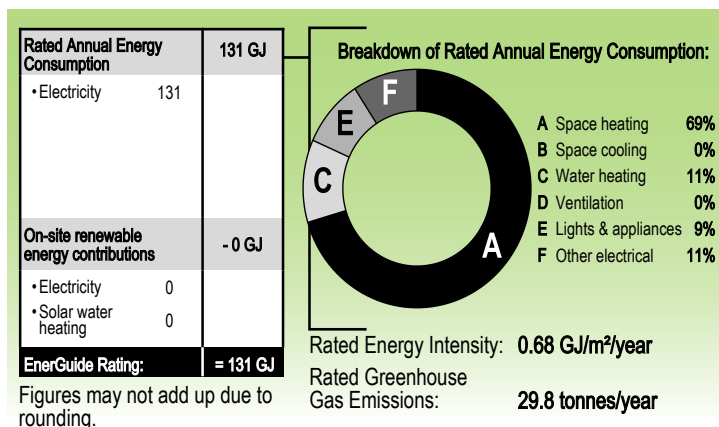 Rated Annual Energy
Consumption
131 GJ
• Electricity 131
On-site renewable
energy contributions
- 0 GJ
• Electricity 0
• Solar water
heating 0
EnerGuide Rating: = 131 GJ
Figures may not add up due to
rounding.
Breakdown of Rated Annual Energy Consumption:
F
E
C
A
A Space heating 69%
B Space cooling 0%
C Water heating 11%
D Ventilation 0%
E Lights & appliances 9%
F Other electrical 11%
Rated Energy Intensity: 0.68 GJ/m²/year
Rated Greenhouse
Gas Emissions: 29.8 tonnes/year